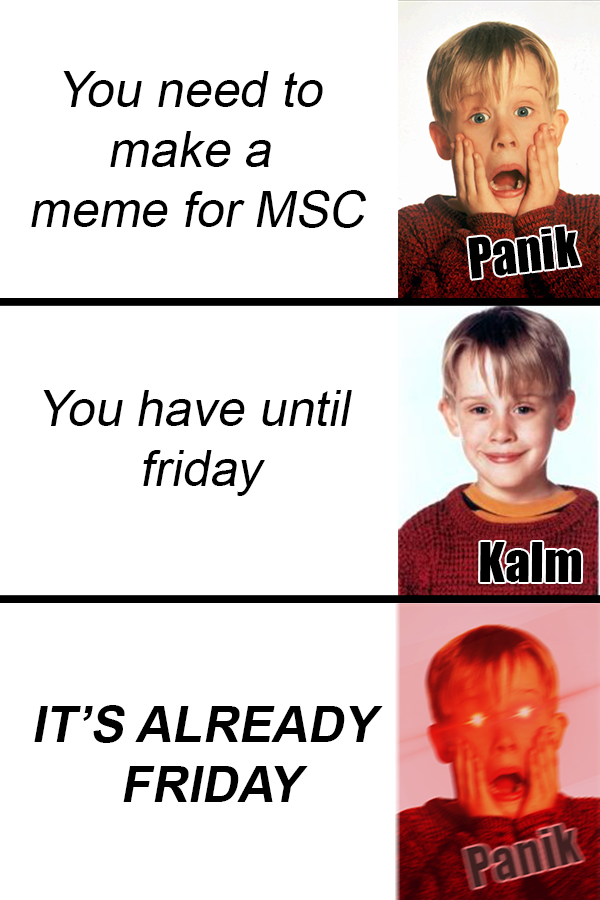 You need to
make a
meme for MSC
Panik
You have until
friday
Kalm
IT’S ALREADY
FRIDAY
Panik